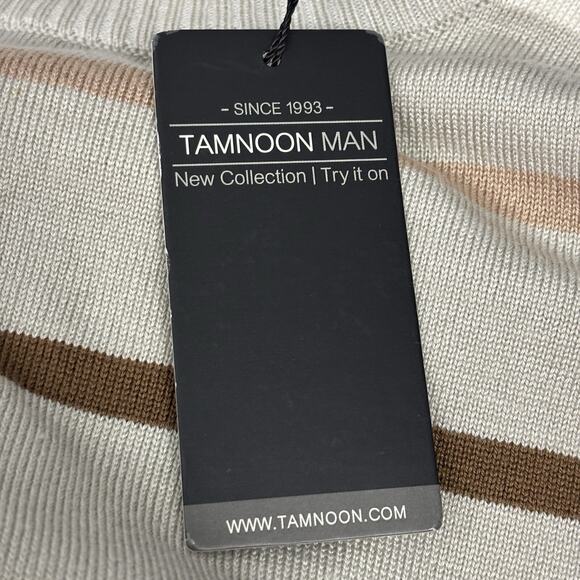 - SINCE 1993 -
TAMNOON MAN
New Collection | Try it on
WWW.TAMNOON.COM